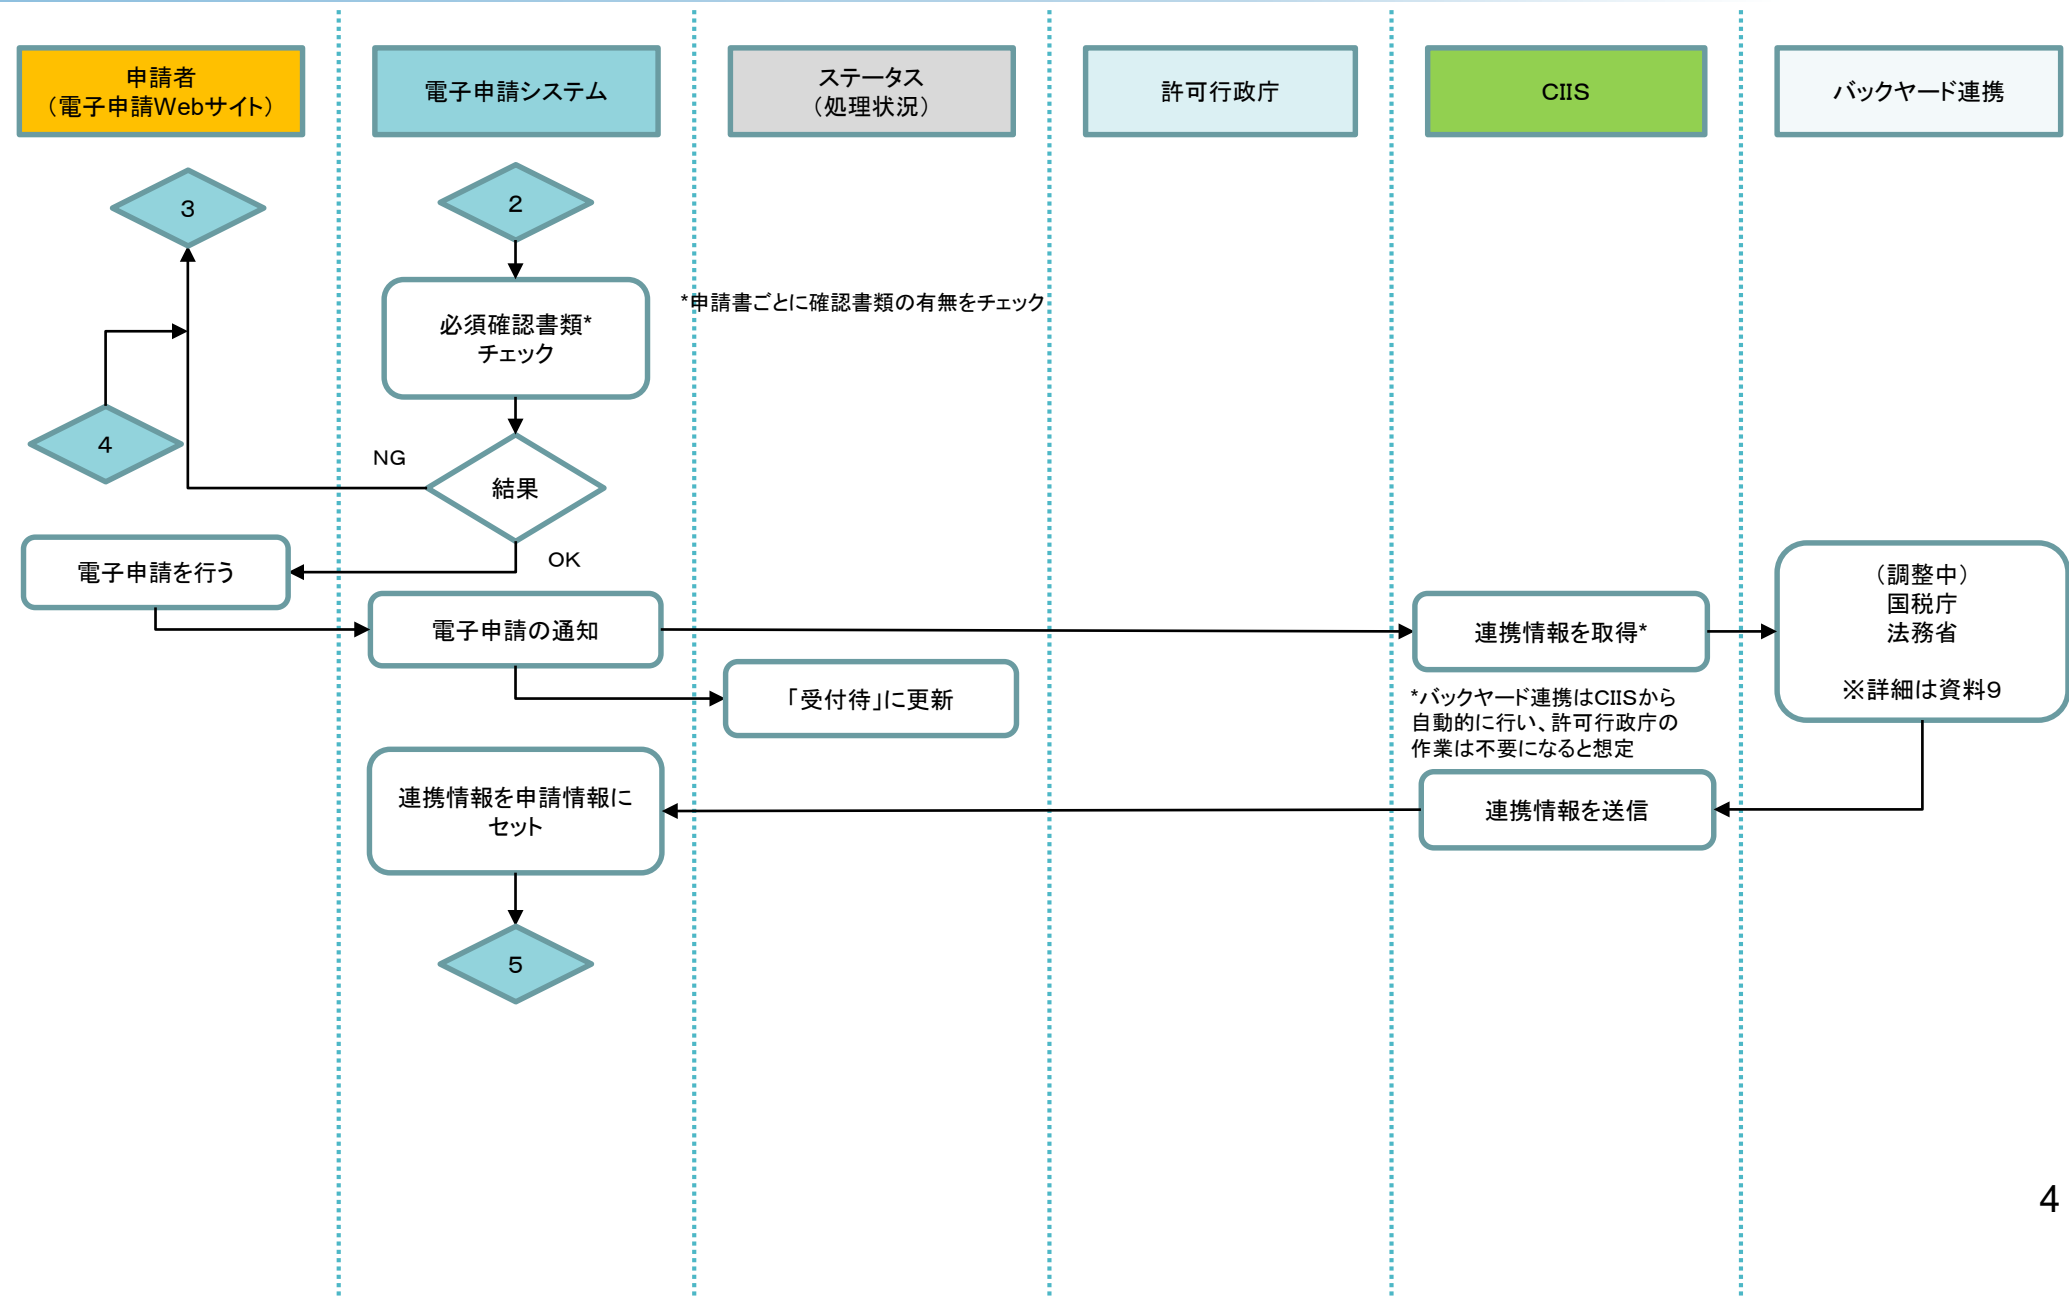 申請者
（電子申請Webサイト）
電子申請システム
ステータス
（処理状況）
許可行政庁
CIIS
バックヤード連携
3
2
必須確認書類*
チェック
*申請書ごとに確認書類の有無をチェック
4
NG
結果
OK
電子申請を行う
電子申請の通知
連携情報を取得*
（調整中）
国税庁
法務省
※詳細は資料9
「受付待」に更新
*バックヤード連携はCIISから
自動的に行い、許可行政庁の
作業は不要になると想定
連携情報を申請情報に
セット
連携情報を送信
5
4